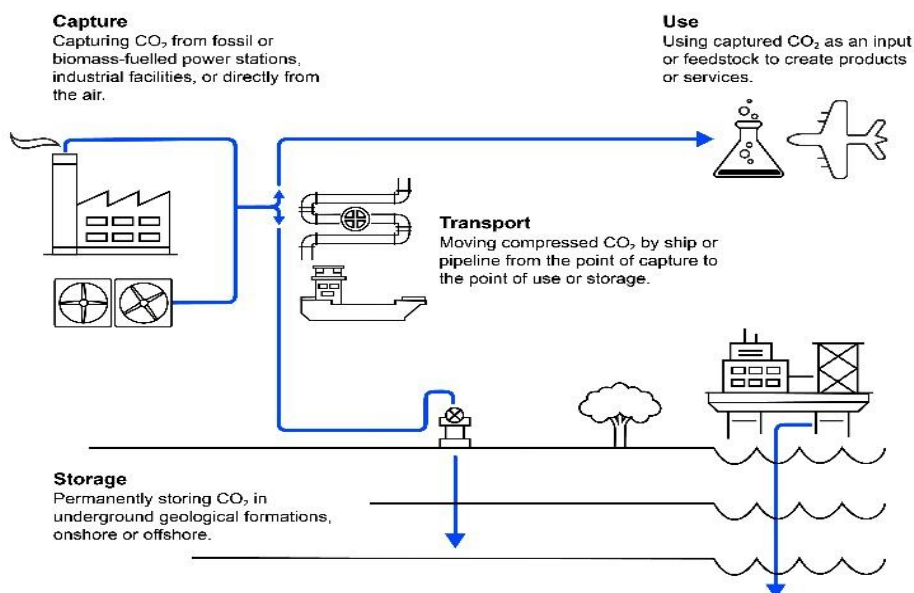 Capture
Capturing CO₂ from fossil or
biomass-fuelled power stations,
industrial facilities, or directly from
the air.
Use
Using captured CO₂ as an input
or feedstock to create products
or services.
Transport
Moving compressed CO₂ by ship or
pipeline from the point of capture to
the point of use or storage.
Storage
Permanently storing CO₂ in
underground geological formations,
onshore or offshore.